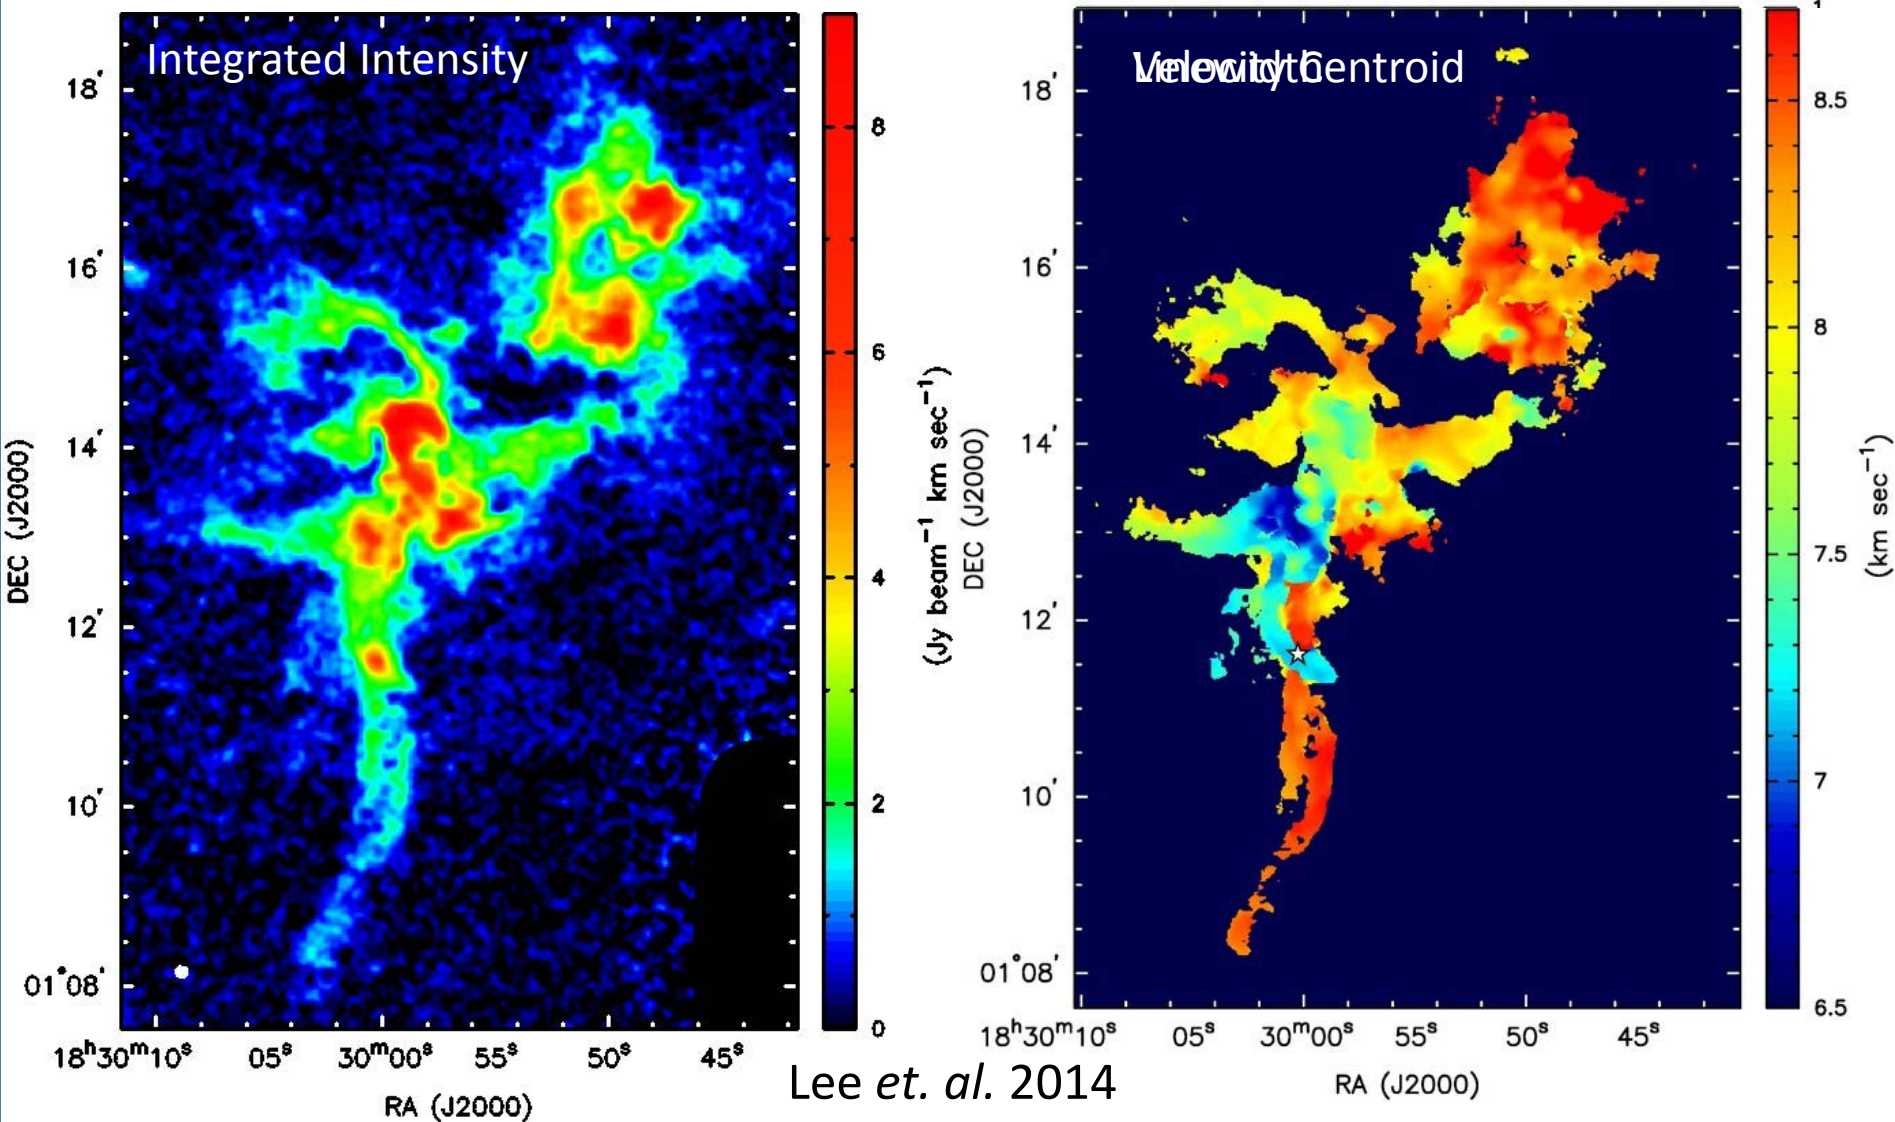 Integrated Intensity
18′
16′
14′
12′
10′
01°08′
DEC (J2000)
18ʰ30ᵐ10ˢ 05ˢ 30ᵐ00ˢ 55ˢ 50ˢ 45ˢ
RA (J2000)
8
6
4
2
0
(Jy beam⁻¹ km sec⁻¹)
Velocity Centroid
18′
16′
14′
12′
10′
01°08′
DEC (J2000)
18ʰ30ᵐ10ˢ 05ˢ 30ᵐ00ˢ 55ˢ 50ˢ 45ˢ
RA (J2000)
8.5
8
7.5
7
6.5
(km sec⁻¹)
Lee et. al. 2014